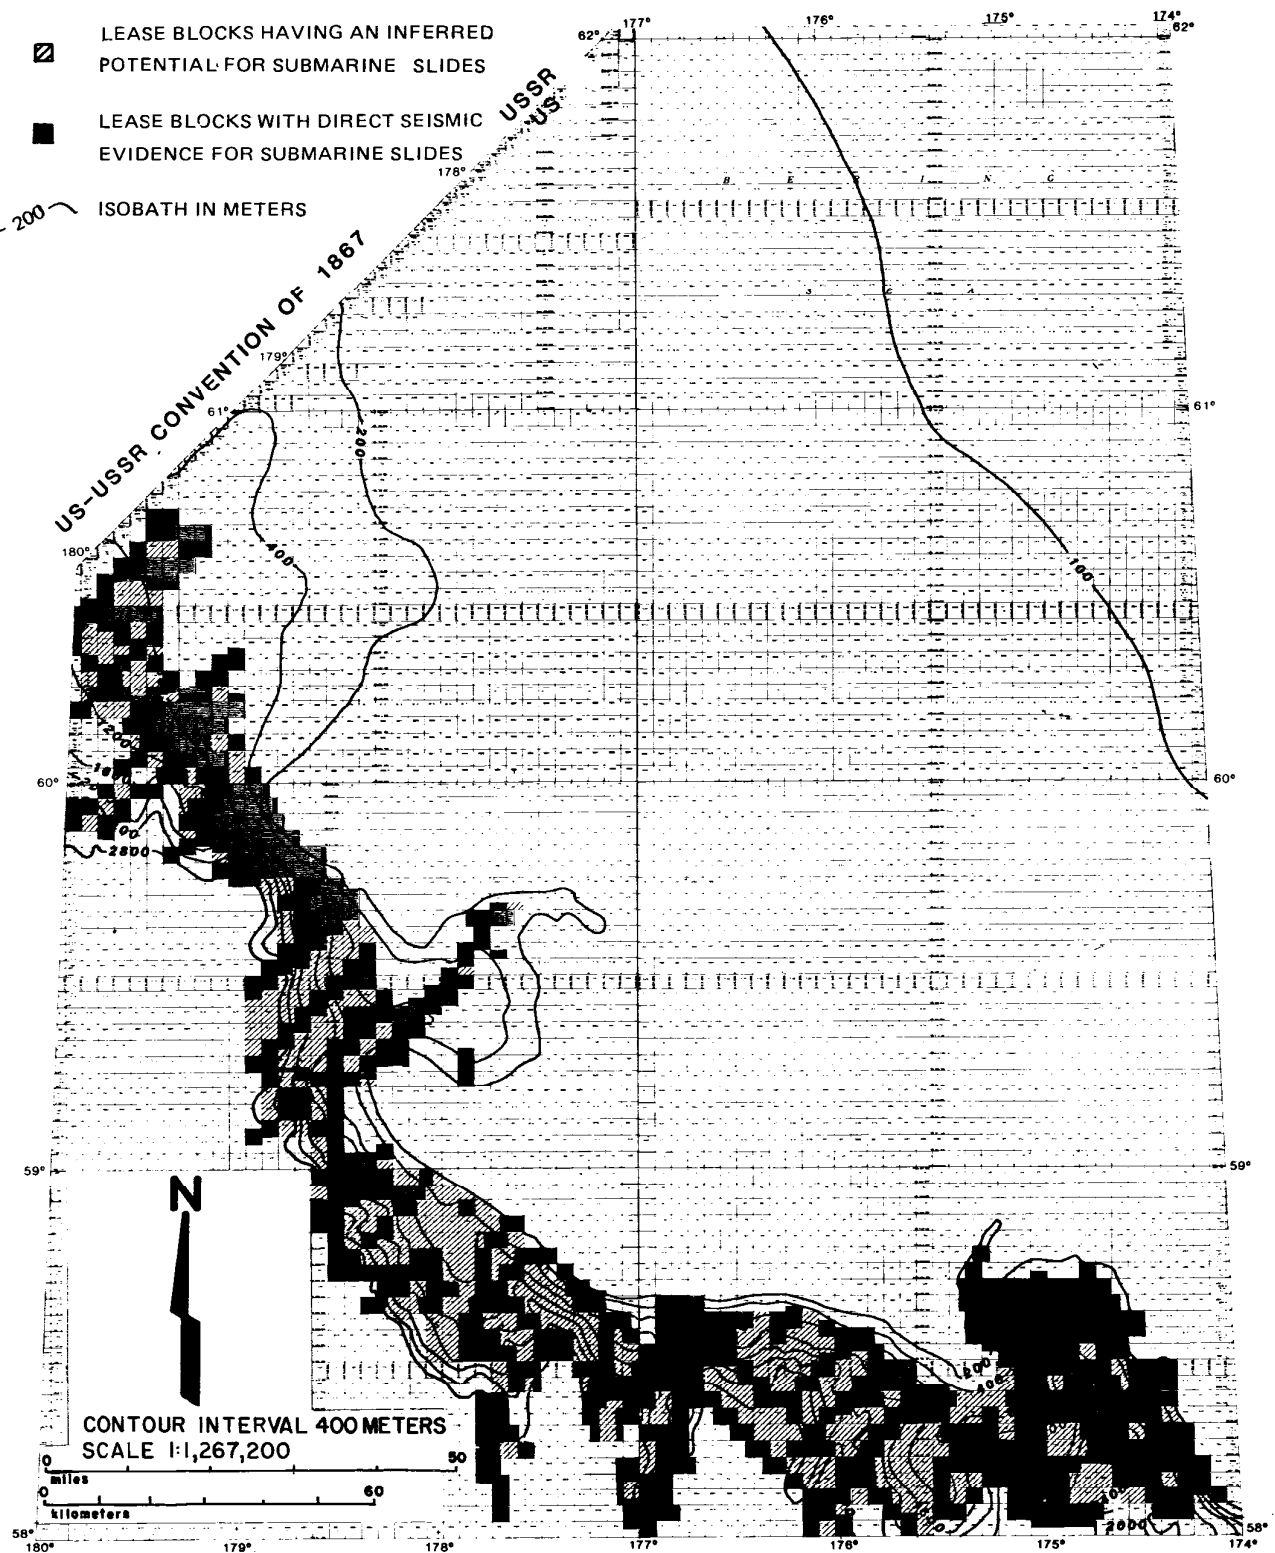 LEASE BLOCKS HAVING AN INFERRED
POTENTIAL FOR SUBMARINE SLIDES
LEASE BLOCKS WITH DIRECT SEISMIC
EVIDENCE FOR SUBMARINE SLIDES
200 ISOBATH IN METERS
177° 176° 175° 174°
62° 62°
USSR
US
178°
B E R I N G
S E A
US-USSR CONVENTION OF 1867
179°
61° 61°
200
400
180°
100
60° 60°
2800
59° 59°
N
200
400
CONTOUR INTERVAL 400 METERS
SCALE 1:1,267,200
0 50
miles
0 60
kilometers
2000
58° 58°
180° 179° 178° 177° 176° 175° 174°